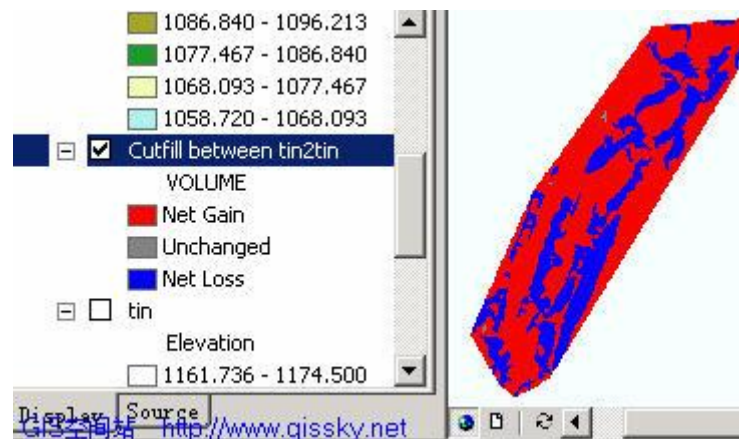 1086.840 - 1096.213
1077.467 - 1086.840
1068.093 - 1077.467
1058.720 - 1068.093
Cutfill between tin2tin
VOLUME
Net Gain
Unchanged
Net Loss
tin
Elevation
1161.736 - 1174.500
Display Source
GIS空间站 http://www.gissky.net